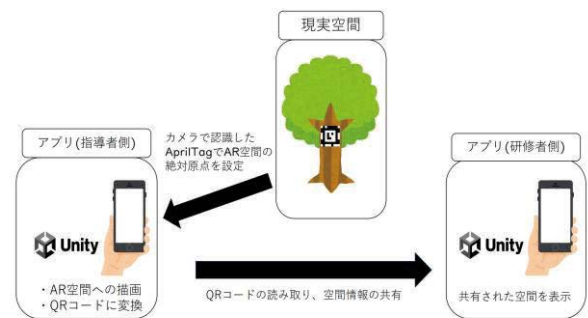 現実空間
アプリ(指導者側)
カメラで認識した
AprilTagでAR空間の
絶対原点を設定
アプリ(研修者側)
Unity
・AR空間への描画
・QRコードに変換
QRコードの読み取り、空間情報の共有
Unity
共有された空間を表示